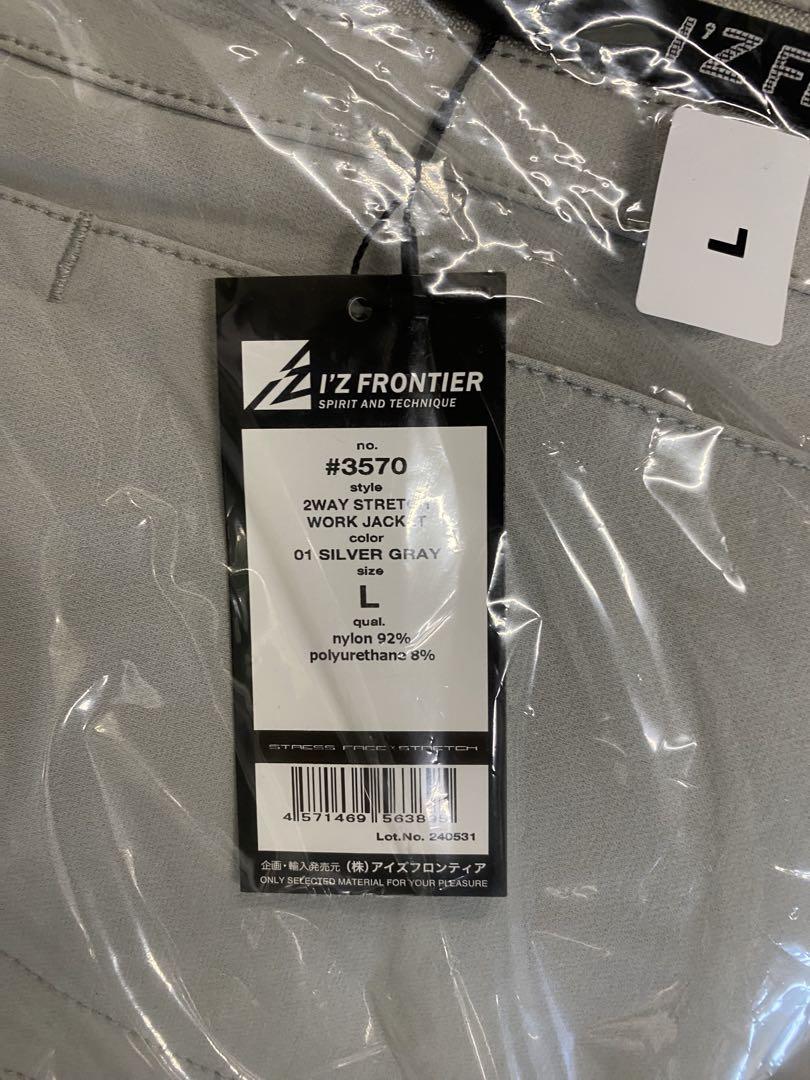 I'Z
L
I'Z FRONTIER
SPIRIT AND TECHNIQUE
no.
#3570
style
2WAY STRETCH
WORK JACKET
color
01 SILVER GRAY
size
L
qual.
nylon 92%
polyurethane 8%
STRESS FREE STRETCH
4 571469 563895
Lot.No. 240531
企画・輸入発売元 (株)アイズフロンティア
ONLY SELECTED MATERIAL FOR YOUR PLEASURE